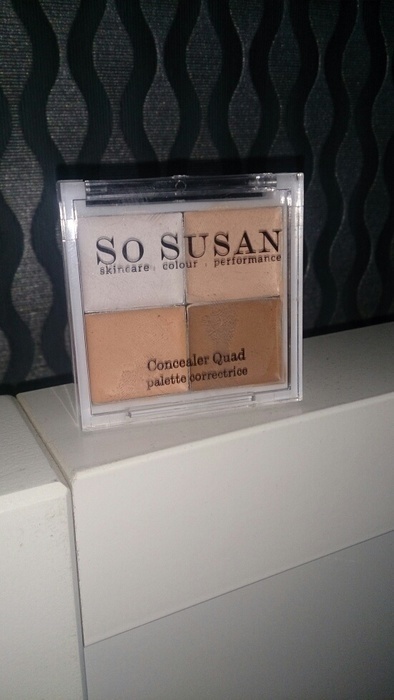 SO SUSAN
skincare . colour . performance
Concealer Quad
palette correctrice